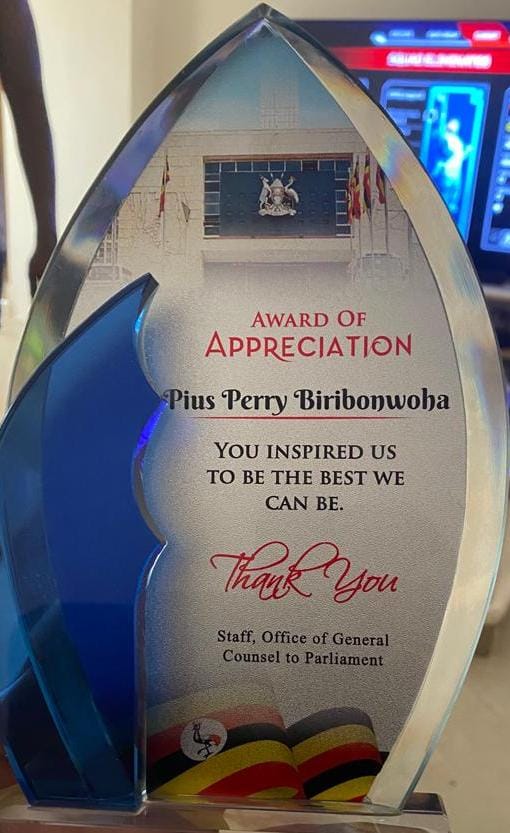 AWARD OF
APPRECIATION
Pius Perry Biribonwoha
YOU INSPIRED US
TO BE THE BEST WE
CAN BE.
Thank You
Staff, Office of General
Counsel to Parliament